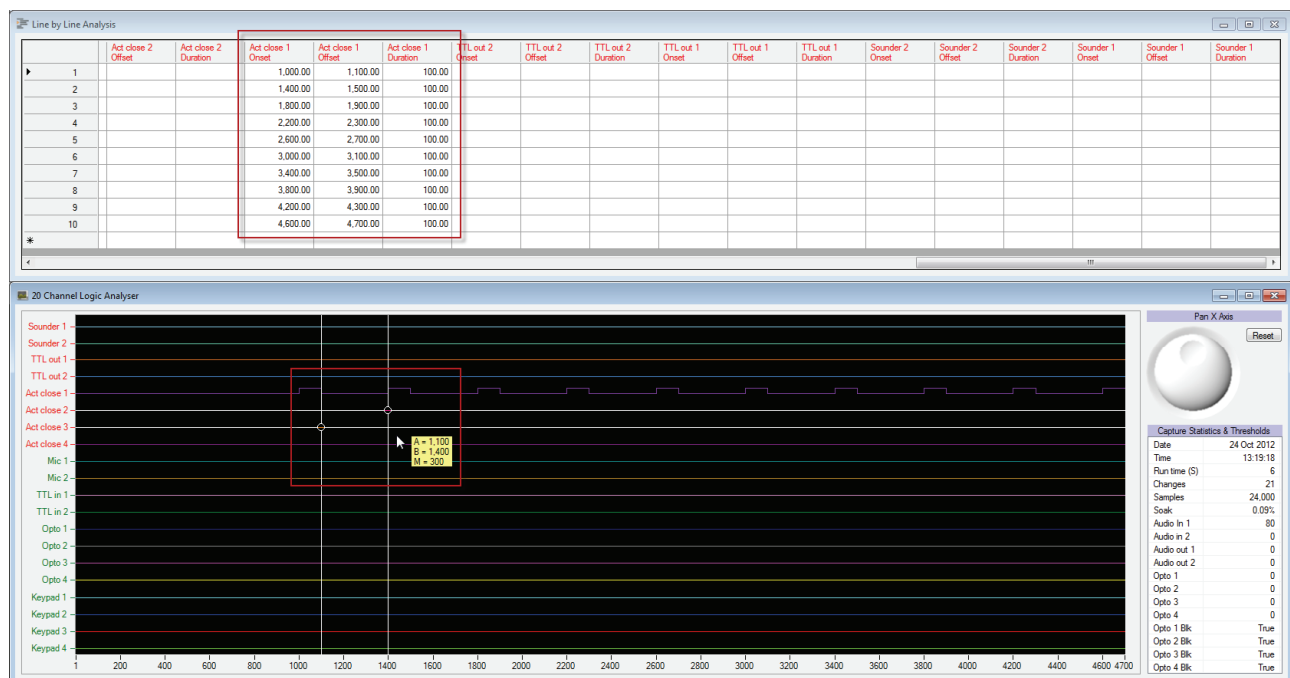 Line by Line Analysis
Act close 2 Offset Act close 2 Duration Act close 1 Onset Act close 1 Offset Act close 1 Duration TTL out 2 Onset TTL out 2 Offset TTL out 2 Duration TTL out 1 Onset TTL out 1 Offset TTL out 1 Duration Sounder 2 Onset Sounder 2 Offset Sounder 2 Duration Sounder 1 Onset Sounder 1 Offset Sounder 1 Duration
1 1,000.00 1,100.00 100.00
2 1,400.00 1,500.00 100.00
3 1,800.00 1,900.00 100.00
4 2,200.00 2,300.00 100.00
5 2,600.00 2,700.00 100.00
6 3,000.00 3,100.00 100.00
7 3,400.00 3,500.00 100.00
8 3,800.00 3,900.00 100.00
9 4,200.00 4,300.00 100.00
10 4,600.00 4,700.00 100.00
20 Channel Logic Analyser
Sounder 1
Sounder 2
TTL out 1
TTL out 2
Act close 1
Act close 2
Act close 3
Act close 4
Mic 1
Mic 2
TTL in 1
TTL in 2
Opto 1
Opto 2
Opto 3
Opto 4
Keypad 1
Keypad 2
Keypad 3
Keypad 4
A = 1,100
B = 1,400
M = 300
1 200 400 600 800 1000 1200 1400 1600 1800 2000 2200 2400 2600 2800 3000 3200 3400 3600 3800 4000 4200 4400 4600 4700
Pan X Axis
Reset
Capture Statistics & Thresholds
Date 24 Oct 2012
Time 13:19:18
Run time (S) 6
Changes 21
Samples 24,000
Soak 0.09%
Audio In 1 80
Audio in 2 0
Audio out 1 0
Audio out 2 0
Opto 1 0
Opto 2 0
Opto 3 0
Opto 4 0
Opto 1 Blk True
Opto 2 Blk True
Opto 3 Blk True
Opto 4 Blk True